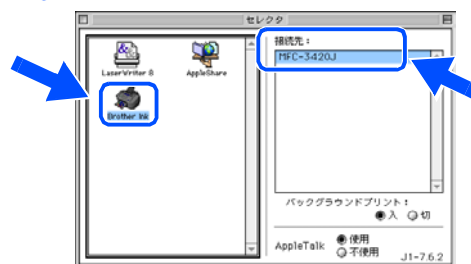 セレクタ
接続先：
LaserWriter 8
AppleShare
MFC-3420J
Brother Ink
バックグラウンドプリント：
入 切
AppleTalk 使用
不使用
J1-7.6.2